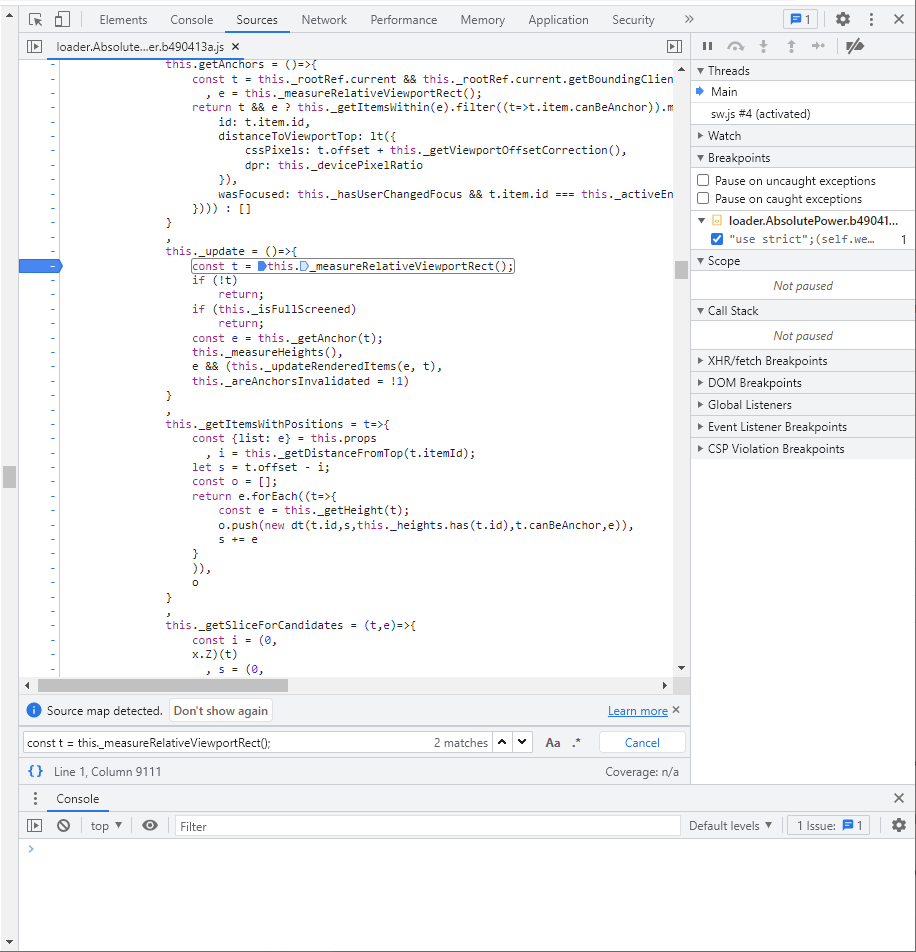 Elements Console Sources Network Performance Memory Application Security » 1
loader.Absolute…er.b490413a.js ×
this.getAnchors = ()=>{
const t = this._rootRef.current && this._rootRef.current.getBoundingClien
, e = this._measureRelativeViewportRect();
return t && e ? this._getItemsWithin(e).filter((t=>t.item.canBeAnchor)).m
id: t.item.id,
distanceToViewportTop: lt({
cssPixels: t.offset + this._getViewportOffsetCorrection(),
dpr: this._devicePixelRatio
}),
wasFocused: this._hasUserChangedFocus && t.item.id === this._activeEn
}))) : []
}
,
this._update = ()=>{
const t = this._measureRelativeViewportRect();
if (!t)
return;
if (this._isFullScreened)
return;
const e = this._getAnchor(t);
this._measureHeights(),
e && (this._updateRenderedItems(e, t),
this._areAnchorsInvalidated = !1)
}
,
this._getItemsWithPositions = t=>{
const {list: e} = this.props
, i = this._getDistanceFromTop(t.itemId);
let s = t.offset - i;
const o = [];
return e.forEach((t=>{
const e = this._getHeight(t);
o.push(new dt(t.id,s,this._heights.has(t.id),t.canBeAnchor,e)),
s += e
}
)),
o
}
,
this._getSliceForCandidates = (t,e)=>{
const i = (0,
x.Z)(t)
, s = (0,
Source map detected. Don't show again Learn more ×
const t = this._measureRelativeViewportRect(); 2 matches Aa .* Cancel
{} Line 1, Column 9111 Coverage: n/a
Threads
Main
sw.js #4 (activated)
Watch
Breakpoints
Pause on uncaught exceptions
Pause on caught exceptions
loader.AbsolutePower.b49041…
"use strict";(self.we… 1
Scope
Not paused
Call Stack
Not paused
XHR/fetch Breakpoints
DOM Breakpoints
Global Listeners
Event Listener Breakpoints
CSP Violation Breakpoints
Console
top Filter Default levels 1 Issue: 1